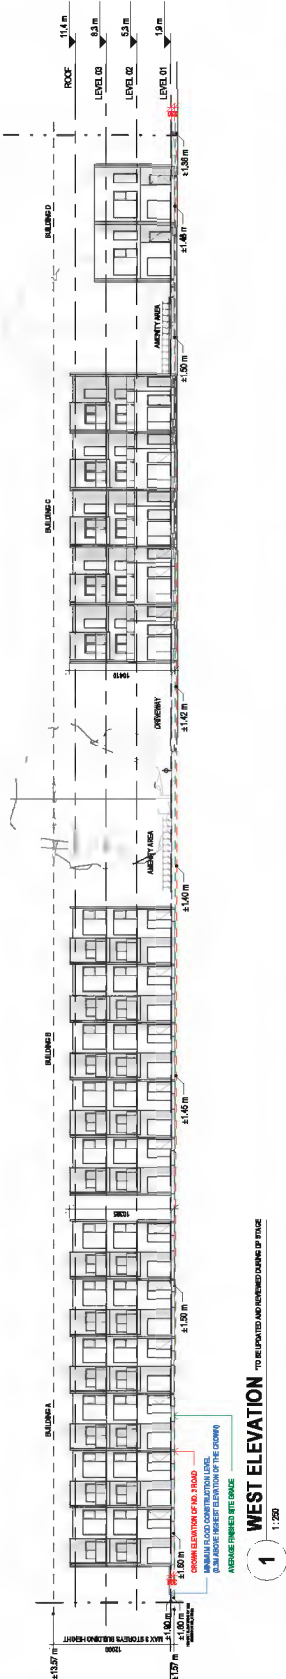 ±13.57 m
BUILDING A
BUILDING B
BUILDING C
BUILDING D
ROOF
11.4 m
LEVEL 03
8.3 m
LEVEL 02
5.3 m
LEVEL 01
1.9 m
MAX 3 STOREYS BUILDING HEIGHT
12000
10385
10410
AMENITY AREA
DRIVEWAY
AMENITY AREA
±1.90 m
±1.60 m
±1.57 m
±1.60 m
±1.50 m
±1.45 m
±1.40 m
±1.42 m
±1.50 m
±1.48 m
±1.36 m
CROWN ELEVATION OF NO. 3 ROAD
MINIMUM FLOOD CONSTRUCTION LEVEL
(0.3M ABOVE HIGHEST ELEVATION OF THE CROWN)
AVERAGE FINISHED SITE GRADE
1 WEST ELEVATION *TO BE UPDATED AND REVIEWED DURING DP STAGE
1:250